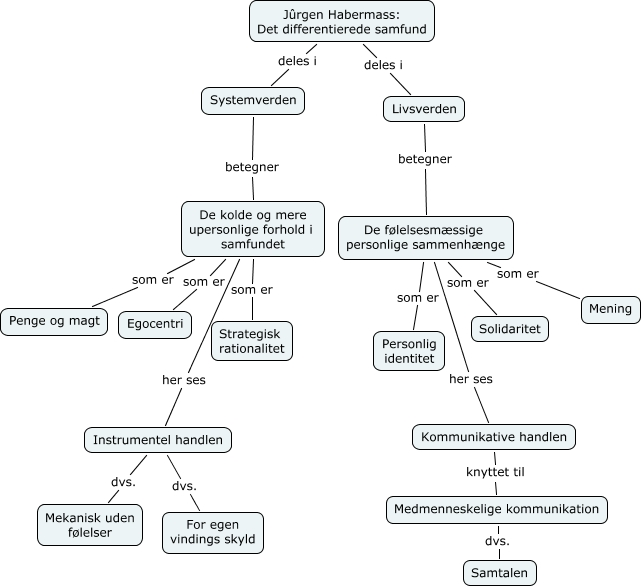 Jûrgen Habermass:
Det differentierede samfund
deles i
deles i
Systemverden
Livsverden
betegner
betegner
De kolde og mere
upersonlige forhold i
samfundet
De følelsesmæssige
personlige sammenhænge
som er
som er
som er
som er
som er
som er
Penge og magt
Egocentri
Strategisk
rationalitet
Personlig
identitet
Solidaritet
Mening
her ses
her ses
Instrumentel handlen
Kommunikative handlen
dvs.
dvs.
knyttet til
Mekanisk uden
følelser
For egen
vindings skyld
Medmenneskelige kommunikation
dvs.
Samtalen